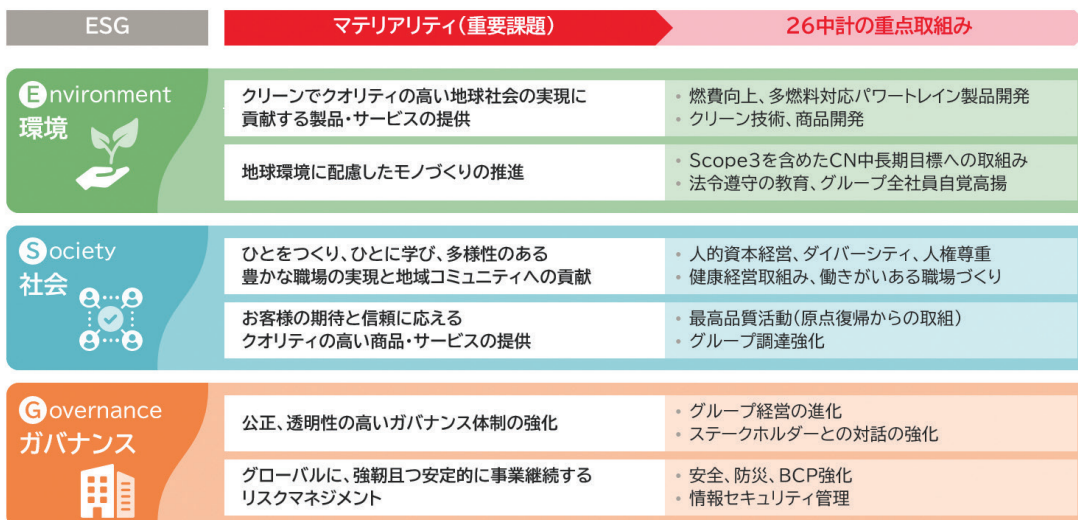 ESG
マテリアリティ(重要課題)
26中計の重点取組み
Environment
環境
クリーンでクオリティの高い地球社会の実現に
貢献する製品・サービスの提供
• 燃費向上、多燃料対応パワートレイン製品開発
• クリーン技術、商品開発
地球環境に配慮したモノづくりの推進
• Scope3を含めたCN中長期目標への取組み
• 法令遵守の教育、グループ全社員自覚高揚
Society
社会
ひとをつくり、ひとに学び、多様性のある
豊かな職場の実現と地域コミュニティへの貢献
• 人的資本経営、ダイバーシティ、人権尊重
• 健康経営取組み、働きがいある職場づくり
お客様の期待と信頼に応える
クオリティの高い商品・サービスの提供
• 最高品質活動(原点復帰からの取組)
• グループ調達強化
Governance
ガバナンス
公正、透明性の高いガバナンス体制の強化
• グループ経営の進化
• ステークホルダーとの対話の強化
グローバルに、強靭且つ安定的に事業継続する
リスクマネジメント
• 安全、防災、BCP強化
• 情報セキュリティ管理